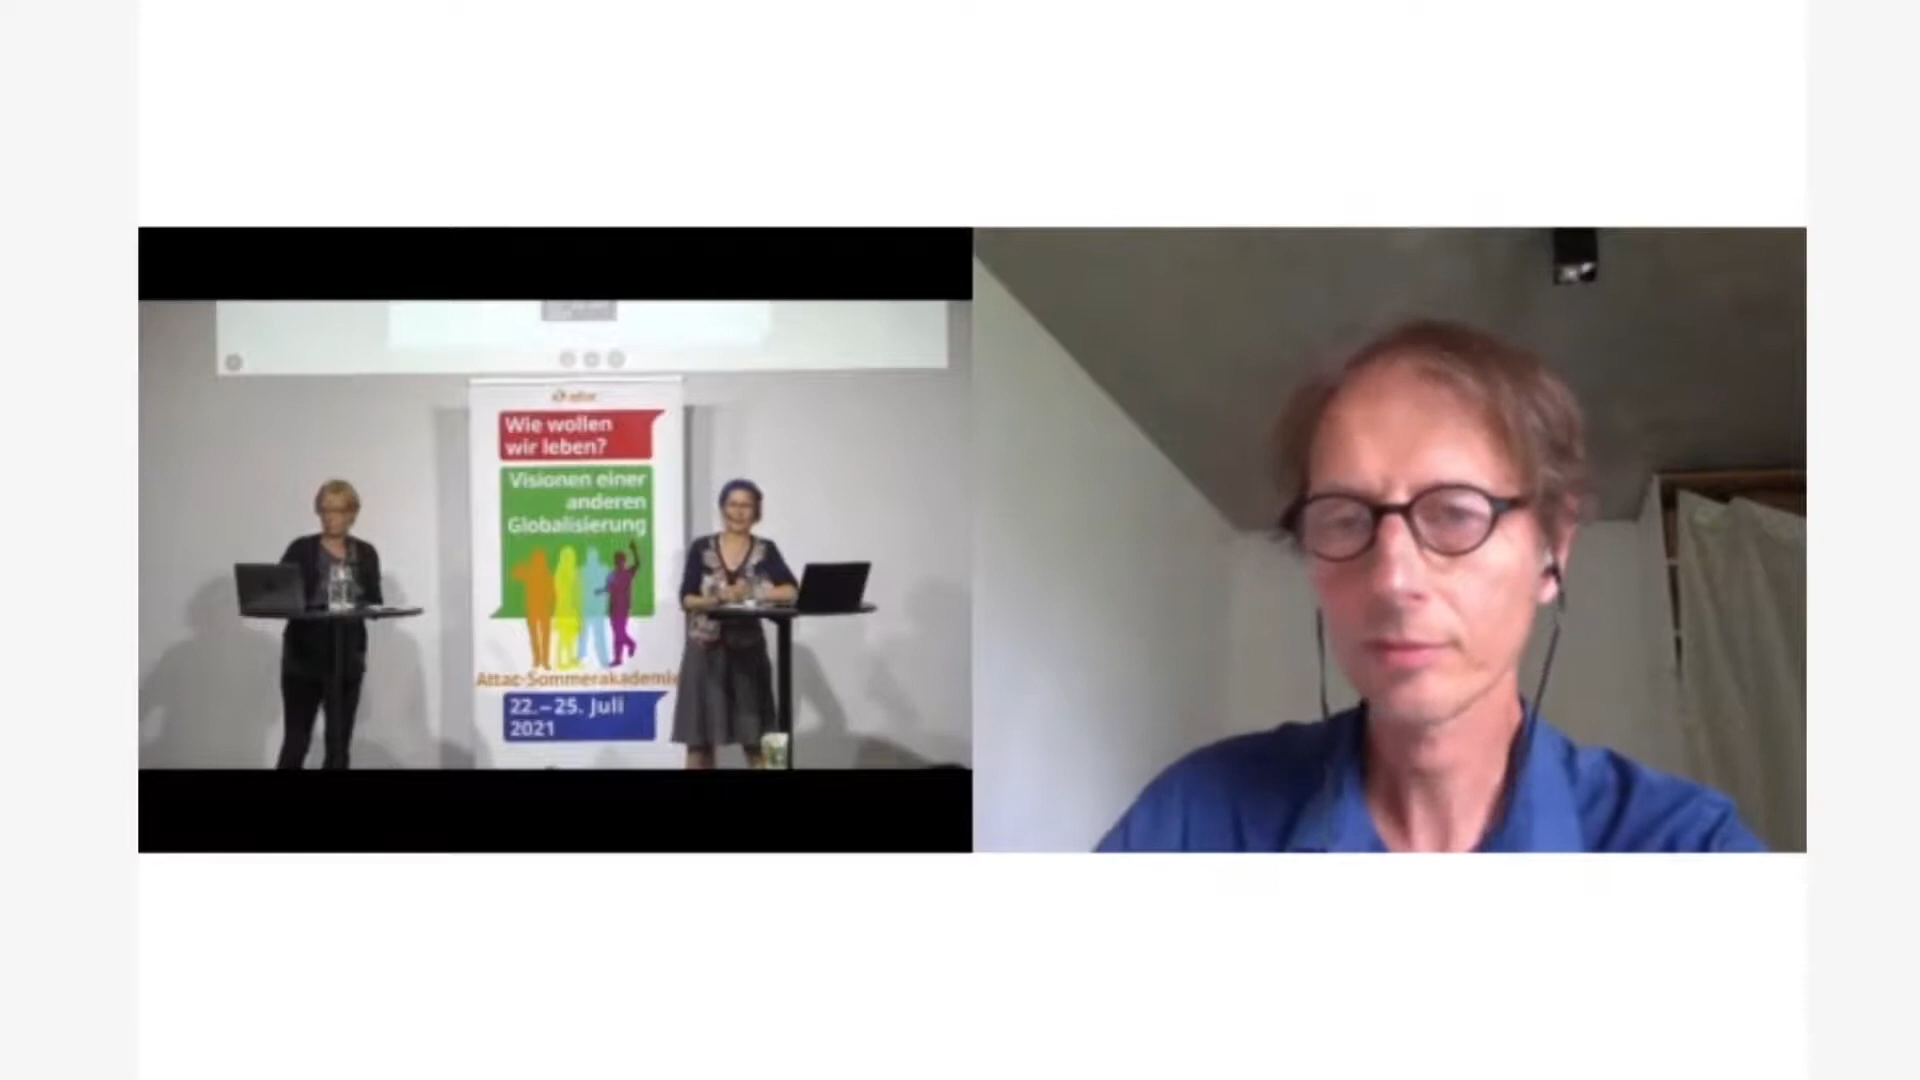 attac
Wie wollen
wir leben?
Visionen einer
anderen
Globalisierung
Attac-Sommerakademie
22.–25. Juli
2021